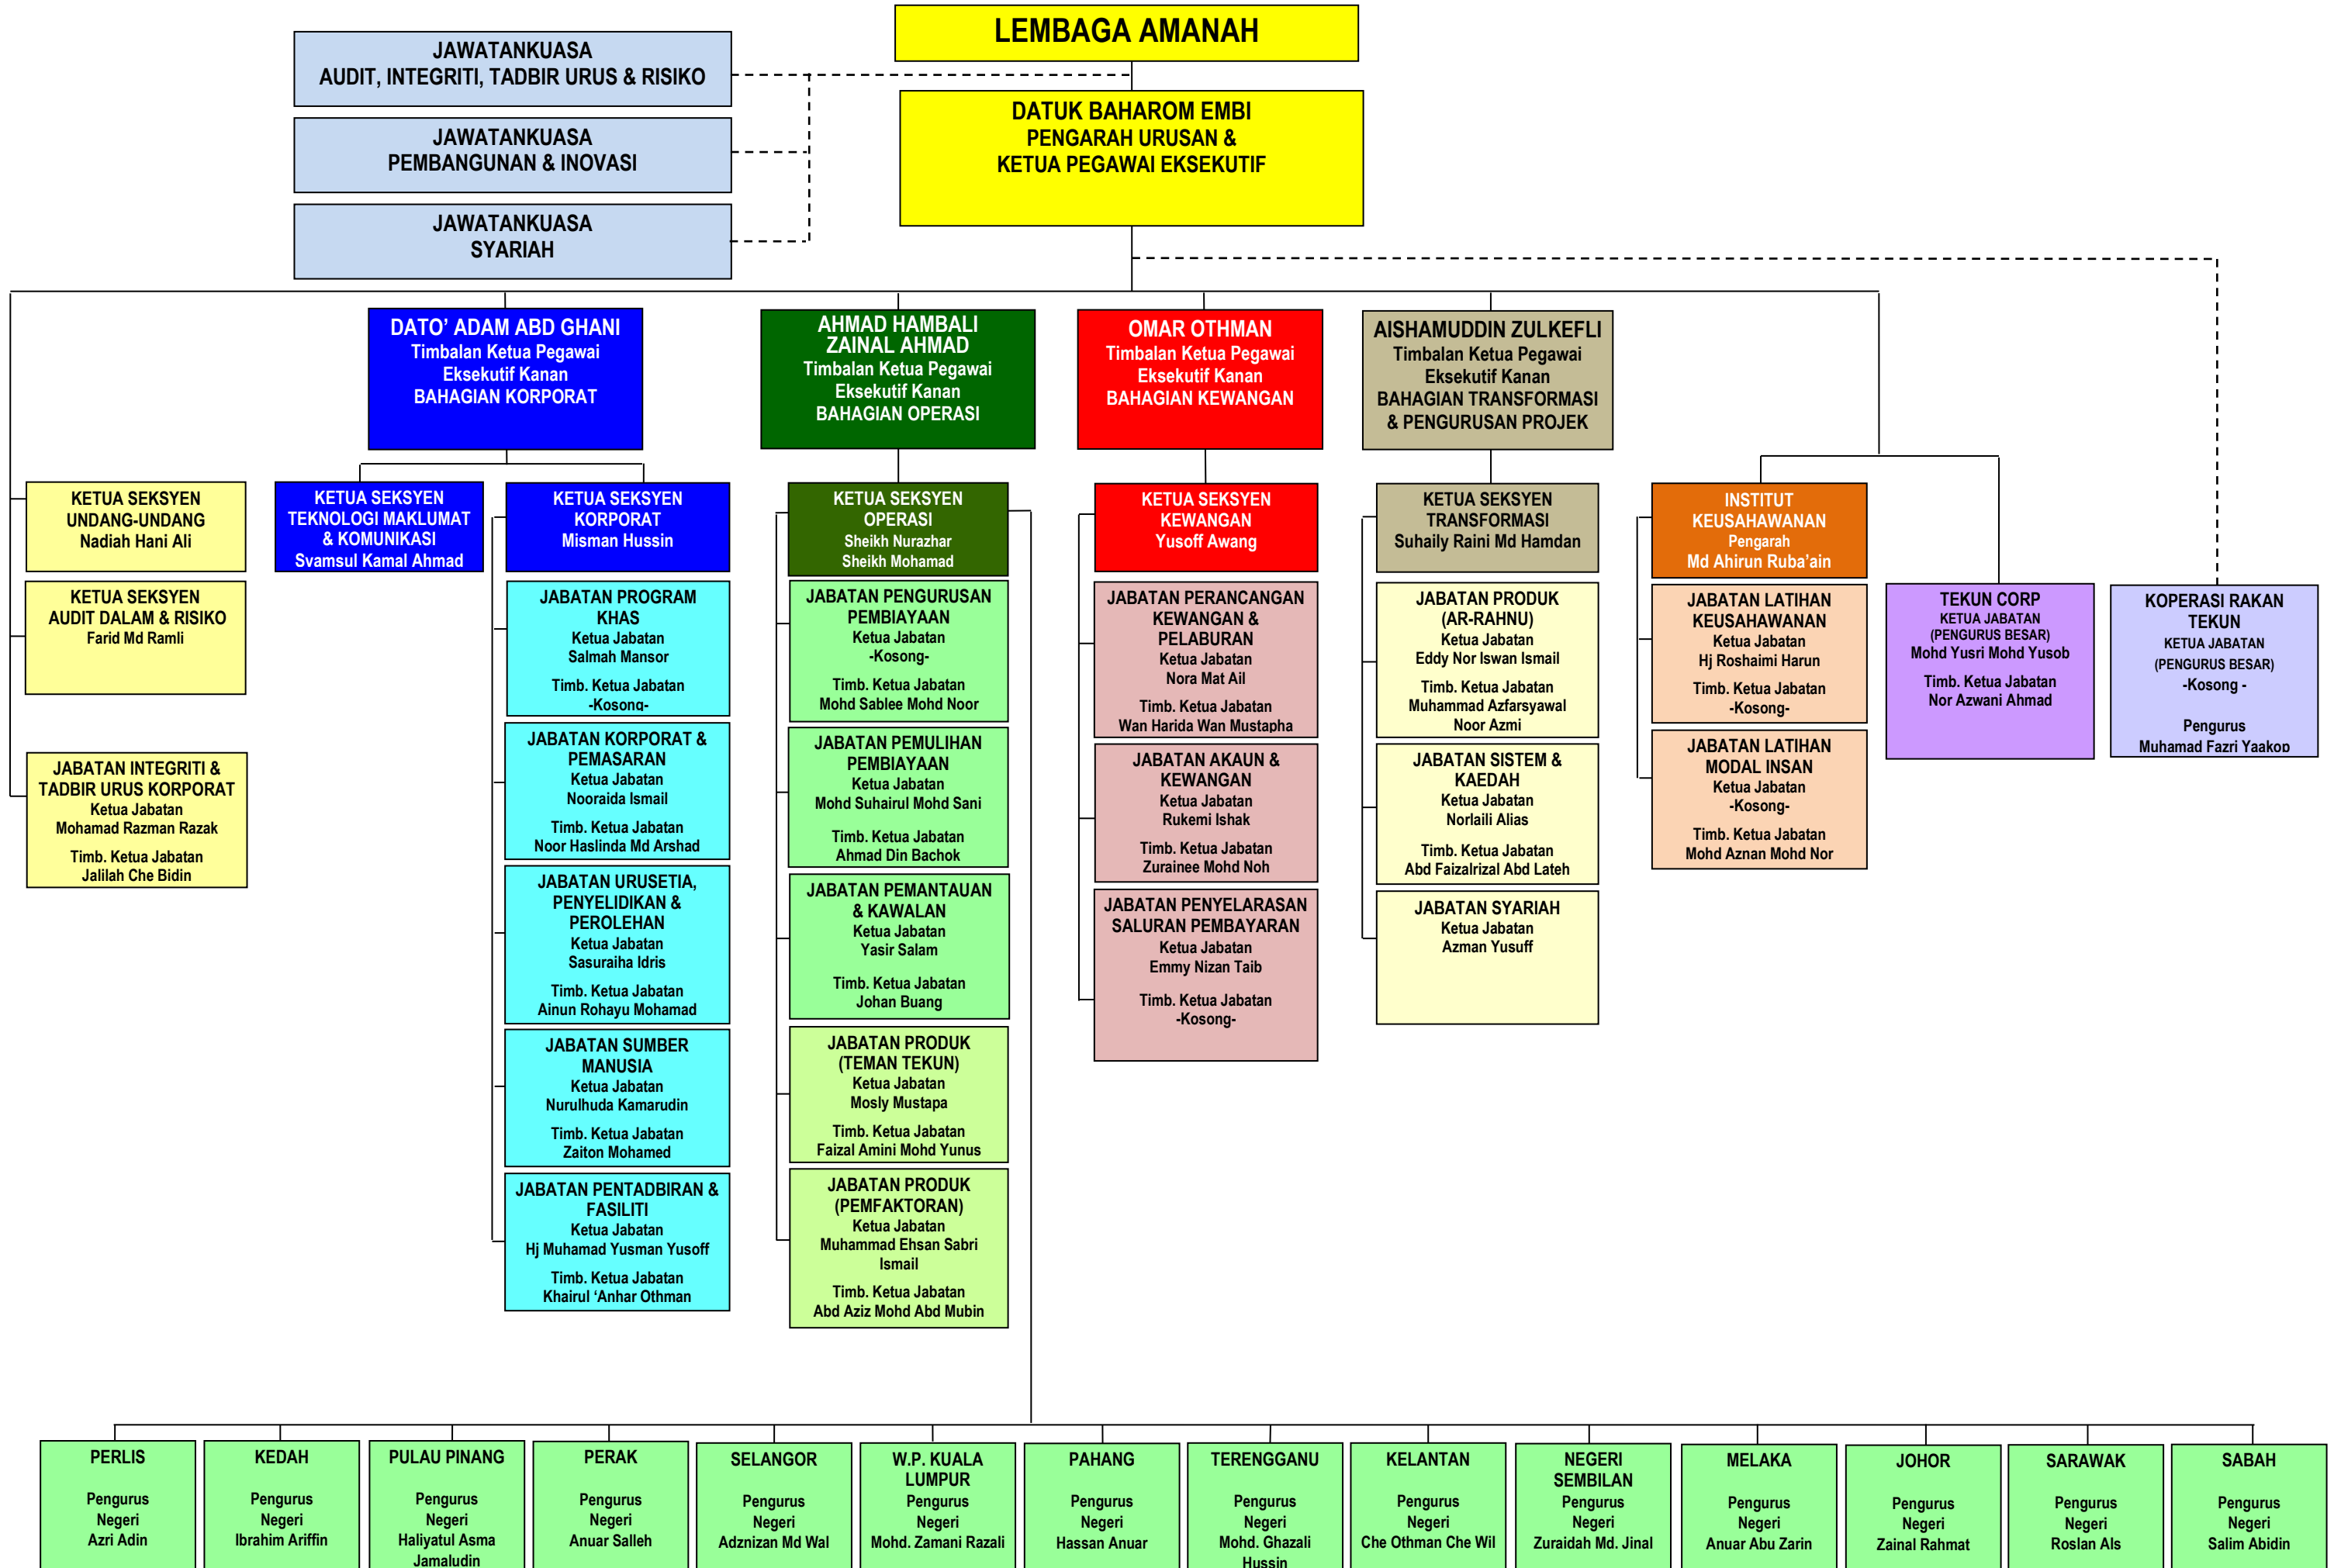 LEMBAGA AMANAH
JAWATANKUASA
AUDIT, INTEGRITI, TADBIR URUS & RISIKO
DATUK BAHAROM EMBI
PENGARAH URUSAN &
KETUA PEGAWAI EKSEKUTIF
JAWATANKUASA
PEMBANGUNAN & INOVASI
JAWATANKUASA
SYARIAH
DATO’ ADAM ABD GHANI
Timbalan Ketua Pegawai
Eksekutif Kanan
BAHAGIAN KORPORAT
AHMAD HAMBALI
ZAINAL AHMAD
Timbalan Ketua Pegawai
Eksekutif Kanan
BAHAGIAN OPERASI
OMAR OTHMAN
Timbalan Ketua Pegawai
Eksekutif Kanan
BAHAGIAN KEWANGAN
AISHAMUDDIN ZULKEFLI
Timbalan Ketua Pegawai
Eksekutif Kanan
BAHAGIAN TRANSFORMASI
& PENGURUSAN PROJEK
KETUA SEKSYEN
UNDANG-UNDANG
Nadiah Hani Ali
KETUA SEKSYEN
AUDIT DALAM & RISIKO
Farid Md Ramli
JABATAN INTEGRITI &
TADBIR URUS KORPORAT
Ketua Jabatan
Mohamad Razman Razak
Timb. Ketua Jabatan
Jalilah Che Bidin
KETUA SEKSYEN
TEKNOLOGI MAKLUMAT
& KOMUNIKASI
Syamsul Kamal Ahmad
KETUA SEKSYEN
KORPORAT
Misman Hussin
JABATAN PROGRAM
KHAS
Ketua Jabatan
Salmah Mansor
Timb. Ketua Jabatan
-Kosong-
JABATAN KORPORAT &
PEMASARAN
Ketua Jabatan
Nooraida Ismail
Timb. Ketua Jabatan
Noor Haslinda Md Arshad
JABATAN URUSETIA,
PENYELIDIKAN &
PEROLEHAN
Ketua Jabatan
Sasuraiha Idris
Timb. Ketua Jabatan
Ainun Rohayu Mohamad
JABATAN SUMBER
MANUSIA
Ketua Jabatan
Nurulhuda Kamarudin
Timb. Ketua Jabatan
Zaiton Mohamed
JABATAN PENTADBIRAN &
FASILITI
Ketua Jabatan
Hj Muhamad Yusman Yusoff
Timb. Ketua Jabatan
Khairul ‘Anhar Othman
KETUA SEKSYEN
OPERASI
Sheikh Nurazhar
Sheikh Mohamad
JABATAN PENGURUSAN
PEMBIAYAAN
Ketua Jabatan
-Kosong-
Timb. Ketua Jabatan
Mohd Sablee Mohd Noor
JABATAN PEMULIHAN
PEMBIAYAAN
Ketua Jabatan
Mohd Suhairul Mohd Sani
Timb. Ketua Jabatan
Ahmad Din Bachok
JABATAN PEMANTAUAN
& KAWALAN
Ketua Jabatan
Yasir Salam
Timb. Ketua Jabatan
Johan Buang
JABATAN PRODUK
(TEMAN TEKUN)
Ketua Jabatan
Mosly Mustapa
Timb. Ketua Jabatan
Faizal Amini Mohd Yunus
JABATAN PRODUK
(PEMFAKTORAN)
Ketua Jabatan
Muhammad Ehsan Sabri
Ismail
Timb. Ketua Jabatan
Abd Aziz Mohd Abd Mubin
KETUA SEKSYEN
KEWANGAN
Yusoff Awang
JABATAN PERANCANGAN
KEWANGAN &
PELABURAN
Ketua Jabatan
Nora Mat Ail
Timb. Ketua Jabatan
Wan Harida Wan Mustapha
JABATAN AKAUN &
KEWANGAN
Ketua Jabatan
Rukemi Ishak
Timb. Ketua Jabatan
Zurainee Mohd Noh
JABATAN PENYELARASAN
SALURAN PEMBAYARAN
Ketua Jabatan
Emmy Nizan Taib
Timb. Ketua Jabatan
-Kosong-
KETUA SEKSYEN
TRANSFORMASI
Suhaily Raini Md Hamdan
JABATAN PRODUK
(AR-RAHNU)
Ketua Jabatan
Eddy Nor Iswan Ismail
Timb. Ketua Jabatan
Muhammad Azfarsyawal
Noor Azmi
JABATAN SISTEM &
KAEDAH
Ketua Jabatan
Norlaili Alias
Timb. Ketua Jabatan
Abd Faizalrizal Abd Lateh
JABATAN SYARIAH
Ketua Jabatan
Azman Yusuff
INSTITUT
KEUSAHAWANAN
Pengarah
Md Ahirun Ruba’ain
JABATAN LATIHAN
KEUSAHAWANAN
Ketua Jabatan
Hj Roshaimi Harun
Timb. Ketua Jabatan
-Kosong-
JABATAN LATIHAN
MODAL INSAN
Ketua Jabatan
-Kosong-
Timb. Ketua Jabatan
Mohd Aznan Mohd Nor
TEKUN CORP
KETUA JABATAN
(PENGURUS BESAR)
Mohd Yusri Mohd Yusob
Timb. Ketua Jabatan
Nor Azwani Ahmad
KOPERASI RAKAN
TEKUN
KETUA JABATAN
(PENGURUS BESAR)
-Kosong -
Pengurus
Muhamad Fazri Yaakop
PERLIS
Pengurus
Negeri
Azri Adin
KEDAH
Pengurus
Negeri
Ibrahim Ariffin
PULAU PINANG
Pengurus
Negeri
Haliyatul Asma
Jamaludin
PERAK
Pengurus
Negeri
Anuar Salleh
SELANGOR
Pengurus
Negeri
Adznizan Md Wal
W.P. KUALA
LUMPUR
Pengurus
Negeri
Mohd. Zamani Razali
PAHANG
Pengurus
Negeri
Hassan Anuar
TERENGGANU
Pengurus
Negeri
Mohd. Ghazali
Hussin
KELANTAN
Pengurus
Negeri
Che Othman Che Wil
NEGERI
SEMBILAN
Pengurus
Negeri
Zuraidah Md. Jinal
MELAKA
Pengurus
Negeri
Anuar Abu Zarin
JOHOR
Pengurus
Negeri
Zainal Rahmat
SARAWAK
Pengurus
Negeri
Roslan Als
SABAH
Pengurus
Negeri
Salim Abidin